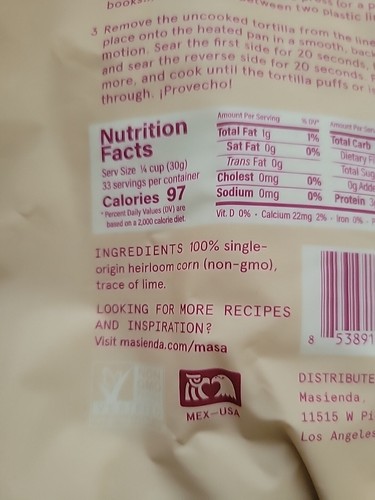 between two plastic
3 Remove the uncooked tortilla from the
place onto the heated pan in a smooth,
motion. Sear the first side for 20 seconds,
and sear the reverse side for 20 seconds.
more, and cook until the tortilla puffs or
through. ¡Provecho!
Nutrition
Facts
Serv Size ¼ cup (30g)
33 servings per container
Calories 97
* Percent Daily Values (DV) are
based on a 2,000 calorie diet.
Amount Per Serving % DV*
Total Fat 1g 1%
Sat Fat 0g 0%
Trans Fat 0g
Cholest 0mg 0%
Sodium 0mg 0%
Amount Per
Total Carb
Dietary
Total
0g
Protein
Vit. D 0% • Calcium 22mg 2% • Iron 0% •
INGREDIENTS 100% single-
origin heirloom corn (non-gmo),
trace of lime.
LOOKING FOR MORE RECIPES
AND INSPIRATION?
Visit masienda.com/masa
MEX–USA
8 53891
DISTRIBUTE
Masienda.
11515 W
Los Angeles